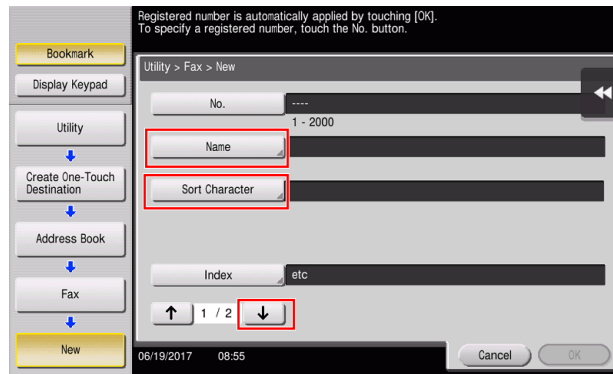 Registered number is automatically applied by touching [OK].
To specify a registered number, touch the No. button.
Bookmark
Display Keypad
Utility
Create One-Touch
Destination
Address Book
Fax
New
Utility > Fax > New
No.
----
1 - 2000
Name
Sort Character
Index
etc
↑ 1 / 2 ↓
06/19/2017 08:55
Cancel
OK